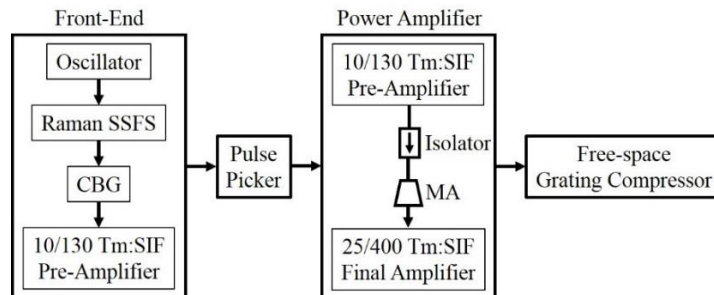 Front-End
Oscillator
Raman SSFS
CBG
10/130 Tm:SIF
Pre-Amplifier
Pulse
Picker
Power Amplifier
10/130 Tm:SIF
Pre-Amplifier
Isolator
MA
25/400 Tm:SIF
Final Amplifier
Free-space
Grating Compressor